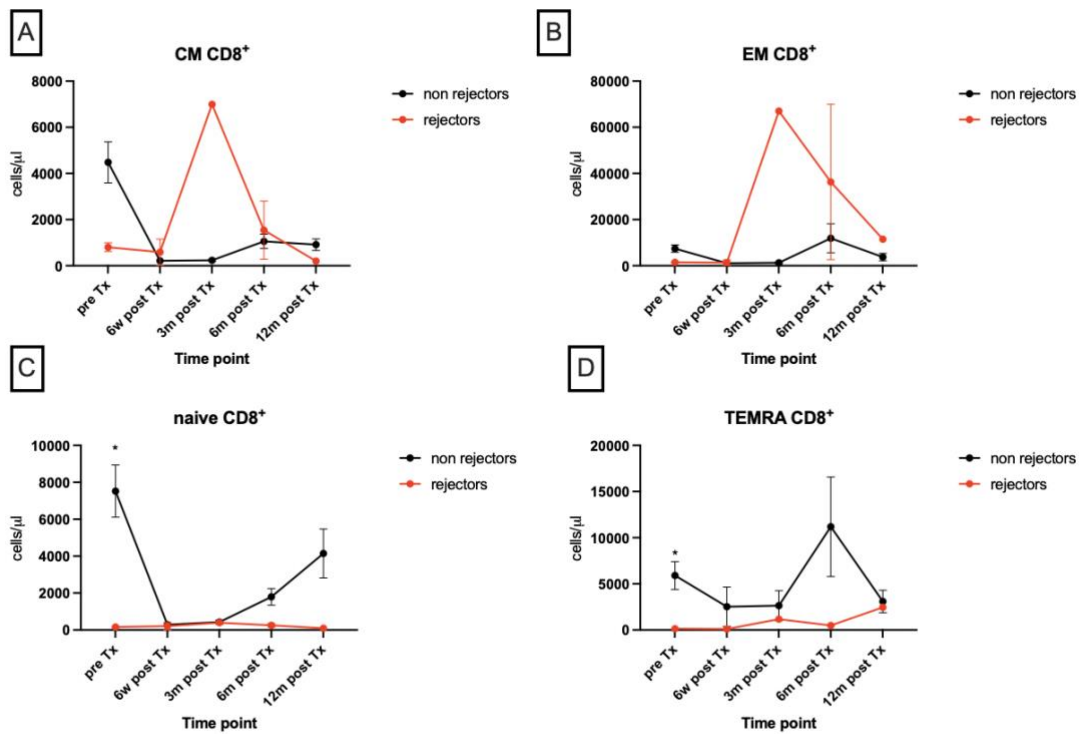 A
CM CD8+
8000
6000
4000
2000
0
cells/µl
pre Tx
6w post Tx
3m post Tx
6m post Tx
12m post Tx
Time point
non rejectors
rejectors
B
EM CD8+
80000
60000
40000
20000
0
cells/µl
pre Tx
6w post Tx
3m post Tx
6m post Tx
12m post Tx
Time point
non rejectors
rejectors
C
naive CD8+
10000
8000
6000
4000
2000
0
cells/µl
*
pre Tx
6w post Tx
3m post Tx
6m post Tx
12m post Tx
Time point
non rejectors
rejectors
D
TEMRA CD8+
20000
15000
10000
5000
0
cells/µl
*
pre Tx
6w post Tx
3m post Tx
6m post Tx
12m post Tx
Time point
non rejectors
rejectors